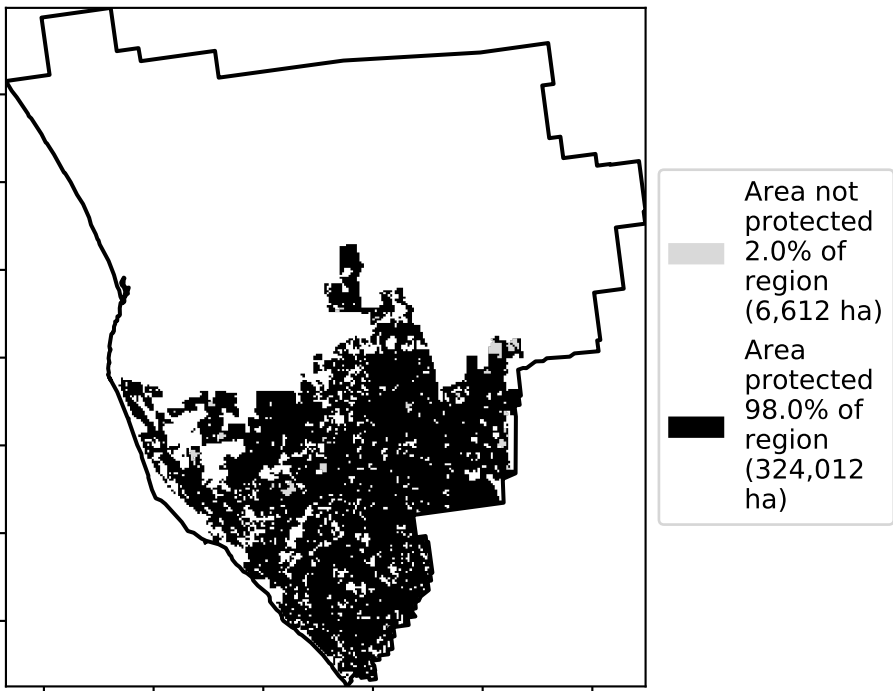 Area not
protected
2.0% of
region
(6,612 ha)
Area
protected
98.0% of
region
(324,012
ha)